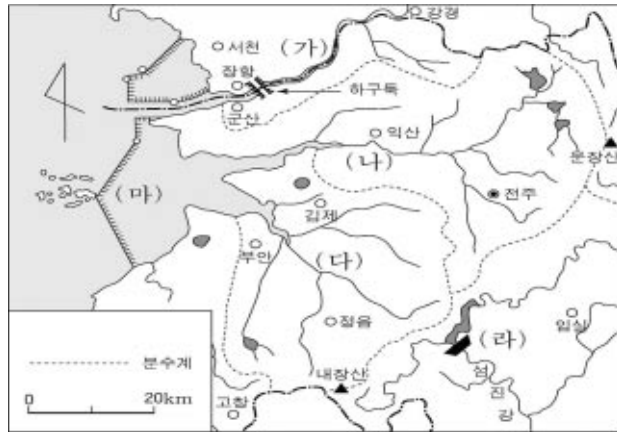 강경
서천
(가)
장항
하구둑
군산
익산
운장산
(나)
전주
(마)
김제
부안
(다)
정읍
임실
(라)
섬진강
내장산
고창
분수계
0 20km